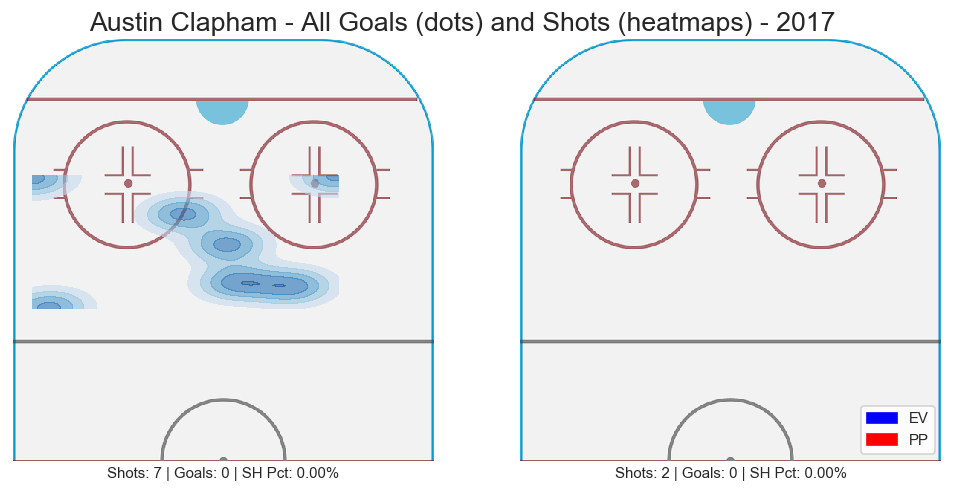 Austin Clapham - All Goals (dots) and Shots (heatmaps) - 2017
EV
PP
Shots: 7 | Goals: 0 | SH Pct: 0.00%
Shots: 2 | Goals: 0 | SH Pct: 0.00%